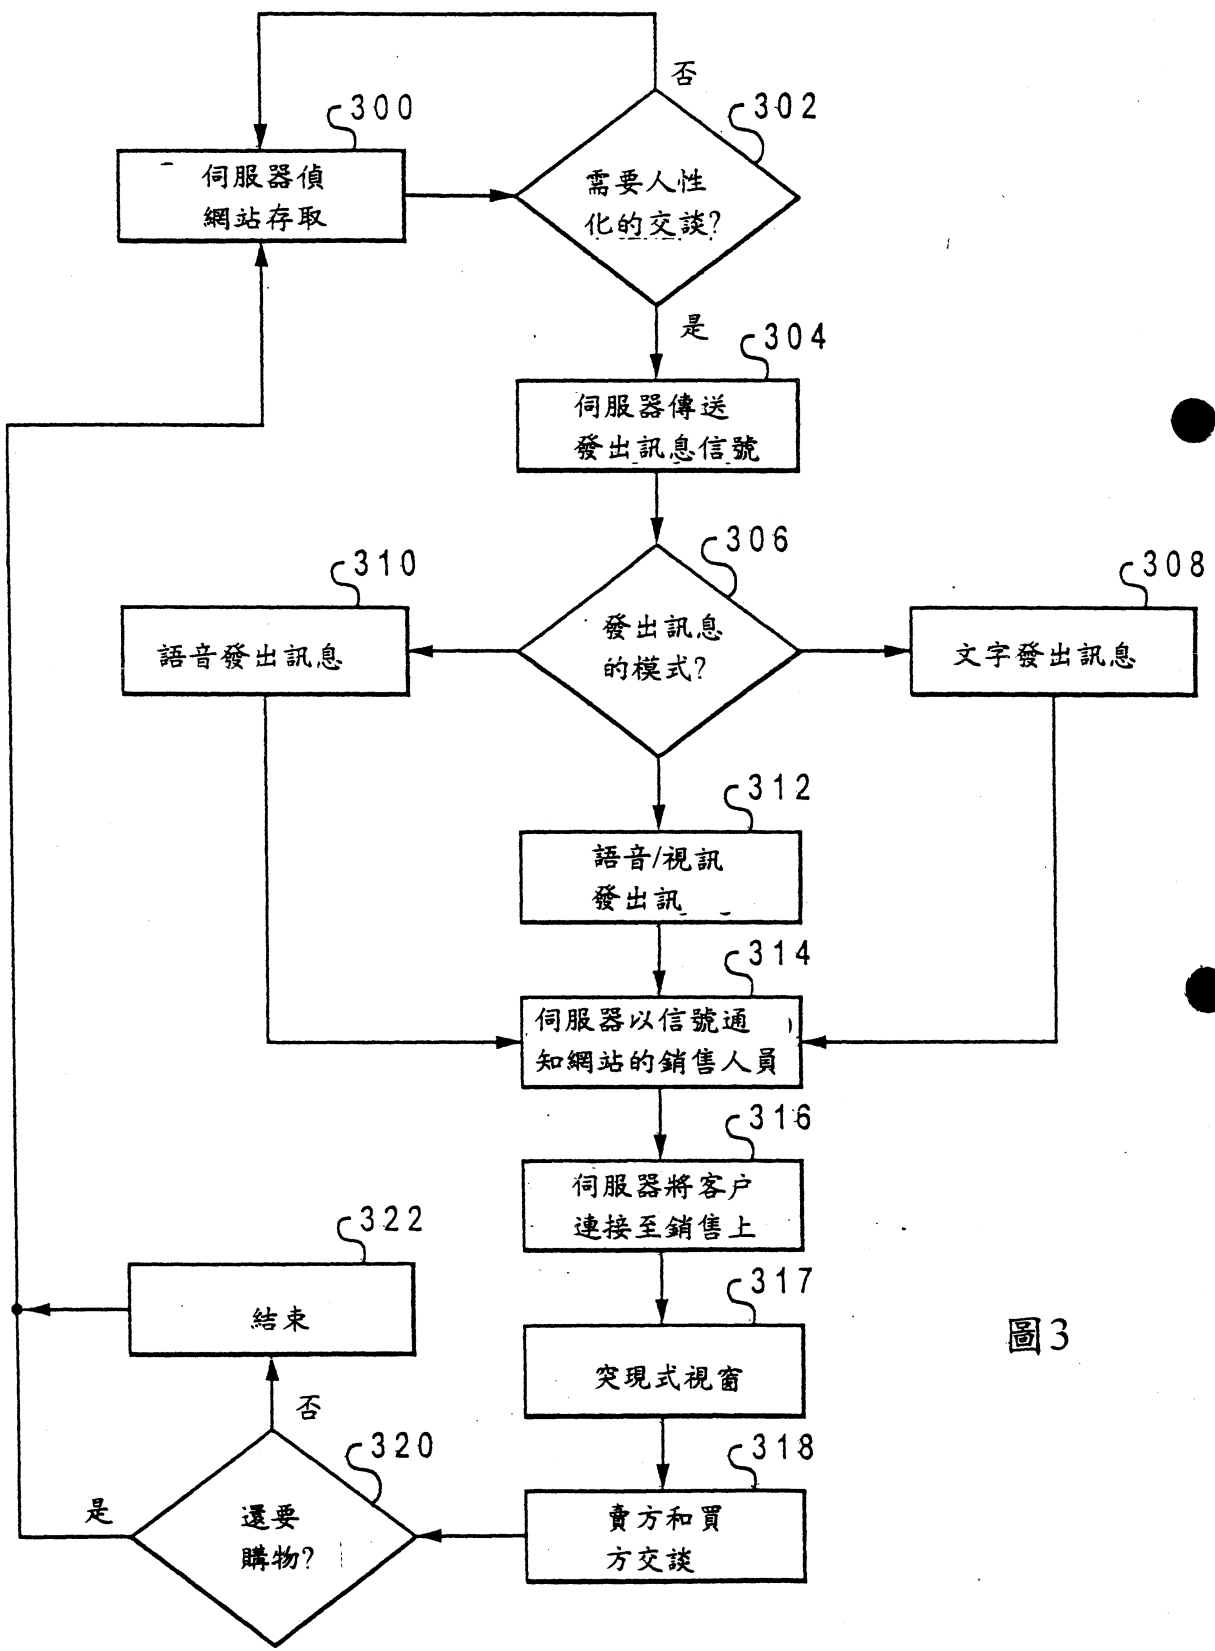 否
300
302
伺服器偵
網站存取
需要人性
化的交談?
是
304
伺服器傳送
發出訊息信號
306
310
308
發出訊息
的模式?
語音發出訊息
文字發出訊息
312
語音/視訊
發出訊
314
伺服器以信號通
知網站的銷售人員
316
伺服器將客户
連接至銷售上
322
317
結束
突現式視窗
圖3
否
320
318
是
還要
購物?
賣方和買
方交談